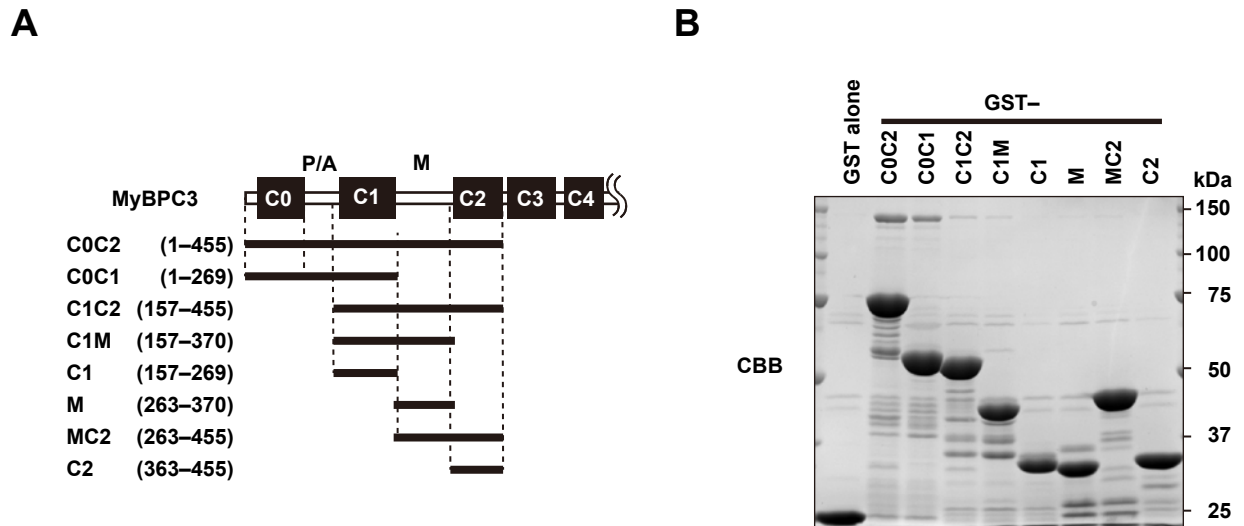 A
P/A M
MyBPC3 C0 C1 C2 C3 C4
C0C2 (1–455)
C0C1 (1–269)
C1C2 (157–455)
C1M (157–370)
C1 (157–269)
M (263–370)
MC2 (263–455)
C2 (363–455)
B
GST–
GST alone
C0C2
C0C1
C1C2
C1M
C1
M
MC2
C2
kDa
150
100
75
50
37
25
CBB